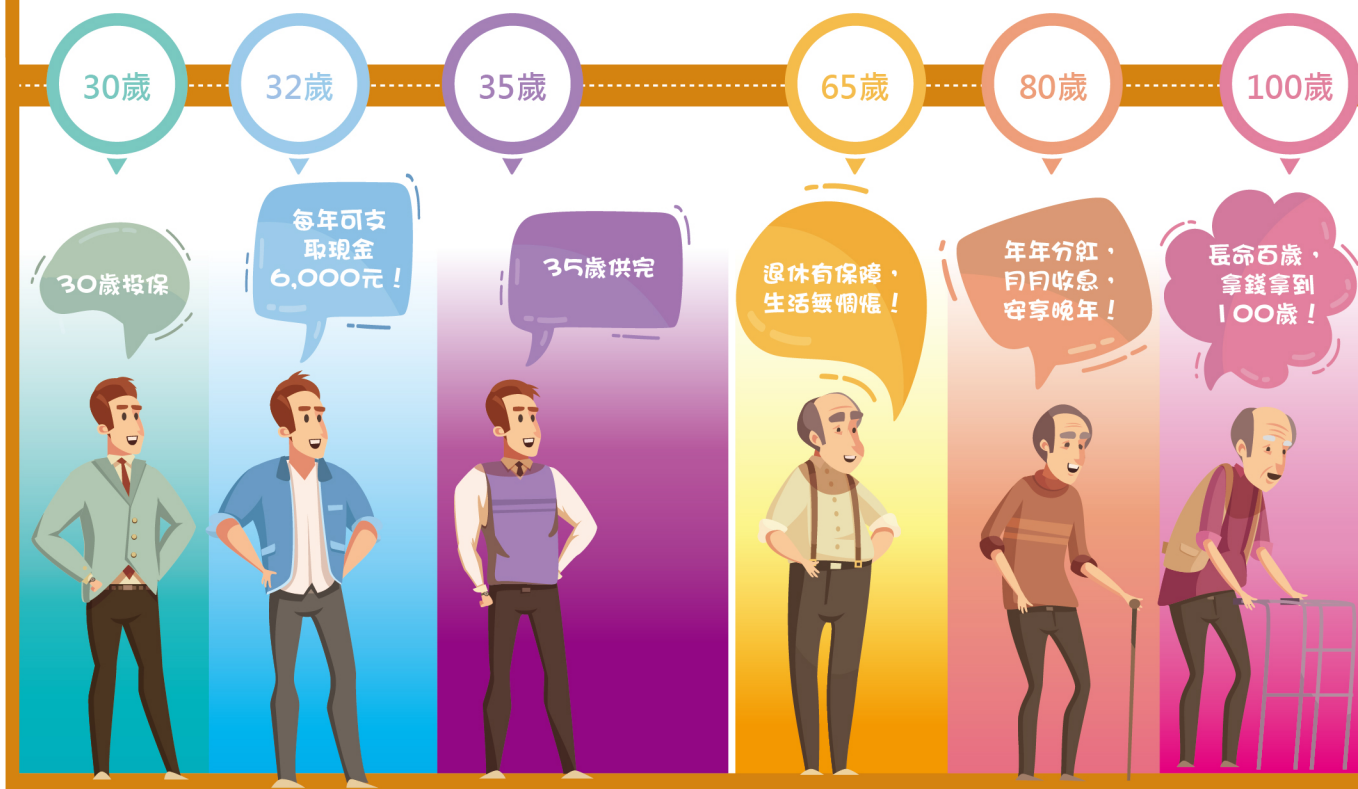 30歲
32歲
35歲
65歲
80歲
100歲
30歲投保
每年可支
取現金
6,000元！
35歲供完
退休有保障，
生活無惆悵！
年年分紅，
月月收息，
安享晚年！
長命百歲，
拿錢拿到
100歲！